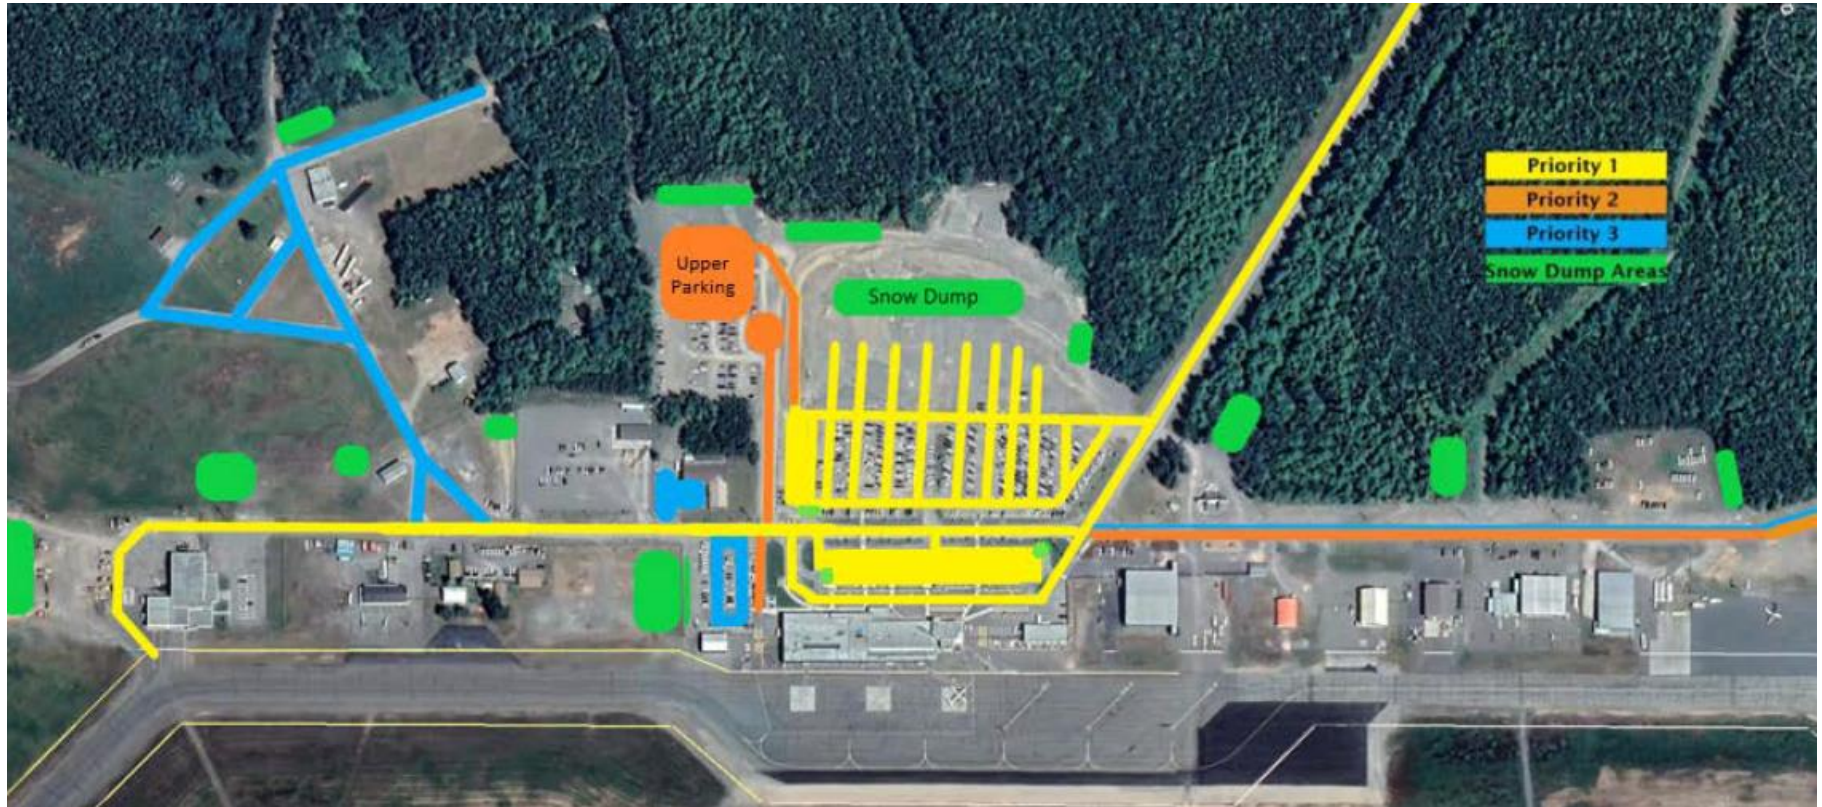 Priority 1
Priority 2
Priority 3
Snow Dump Areas
Upper
Parking
Snow Dump